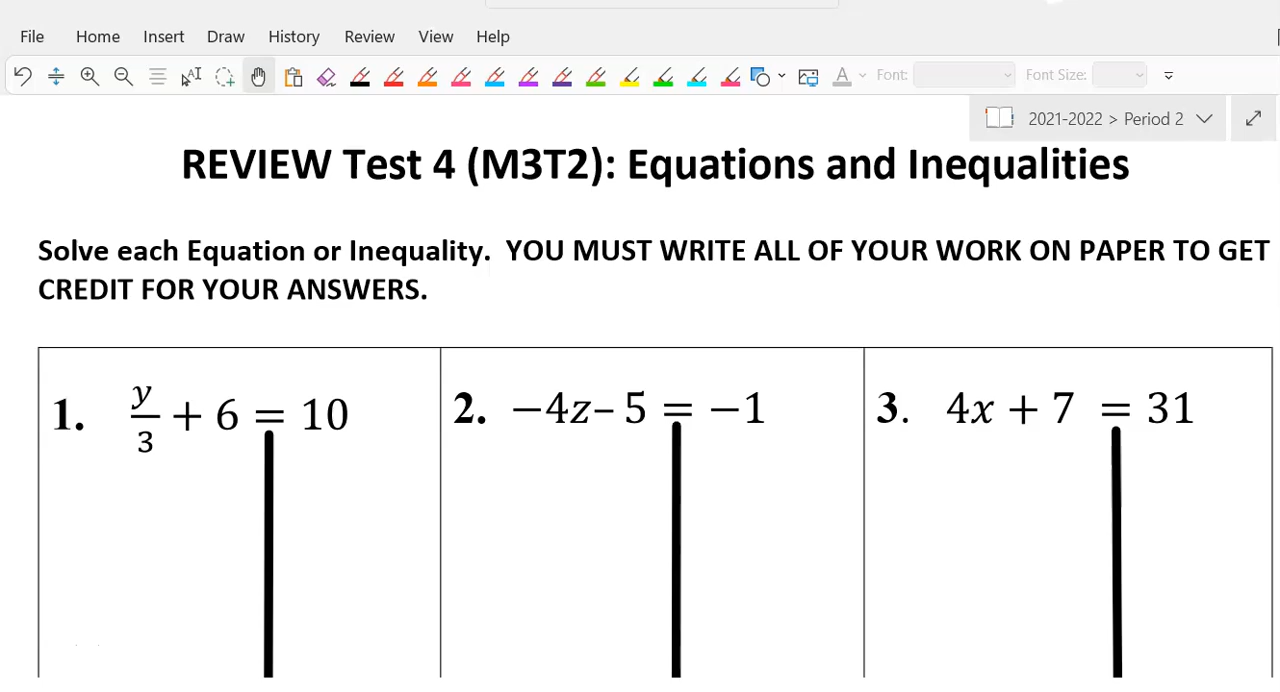 File Home Insert Draw History Review View Help
Font: Font Size:
2021-2022 > Period 2
REVIEW Test 4 (M3T2): Equations and Inequalities
Solve each Equation or Inequality. YOU MUST WRITE ALL OF YOUR WORK ON PAPER TO GET
CREDIT FOR YOUR ANSWERS.
1. y/3 + 6 = 10
2. −4z– 5 = −1
3. 4x + 7 = 31